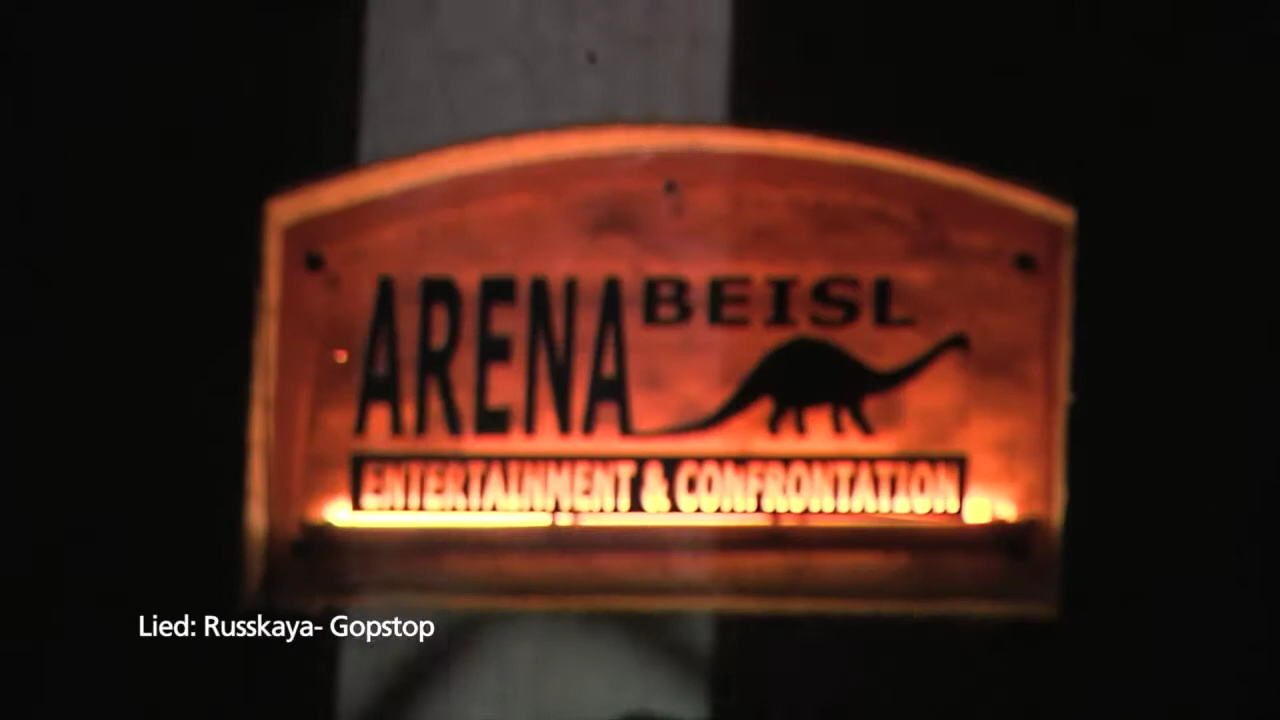 ARENA BEISL
ENTERTAINMENT & CONFRONTATION
Lied: Russkaya- Gopstop